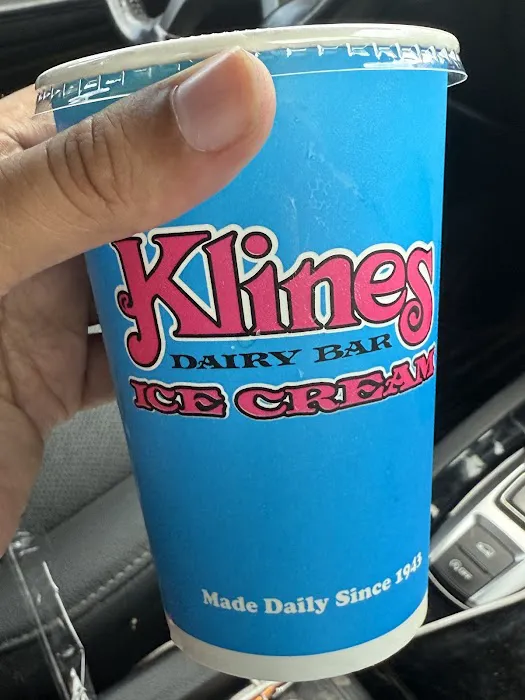 Klines
DAIRY BAR
ICE CREAM
Made Daily Since 1943